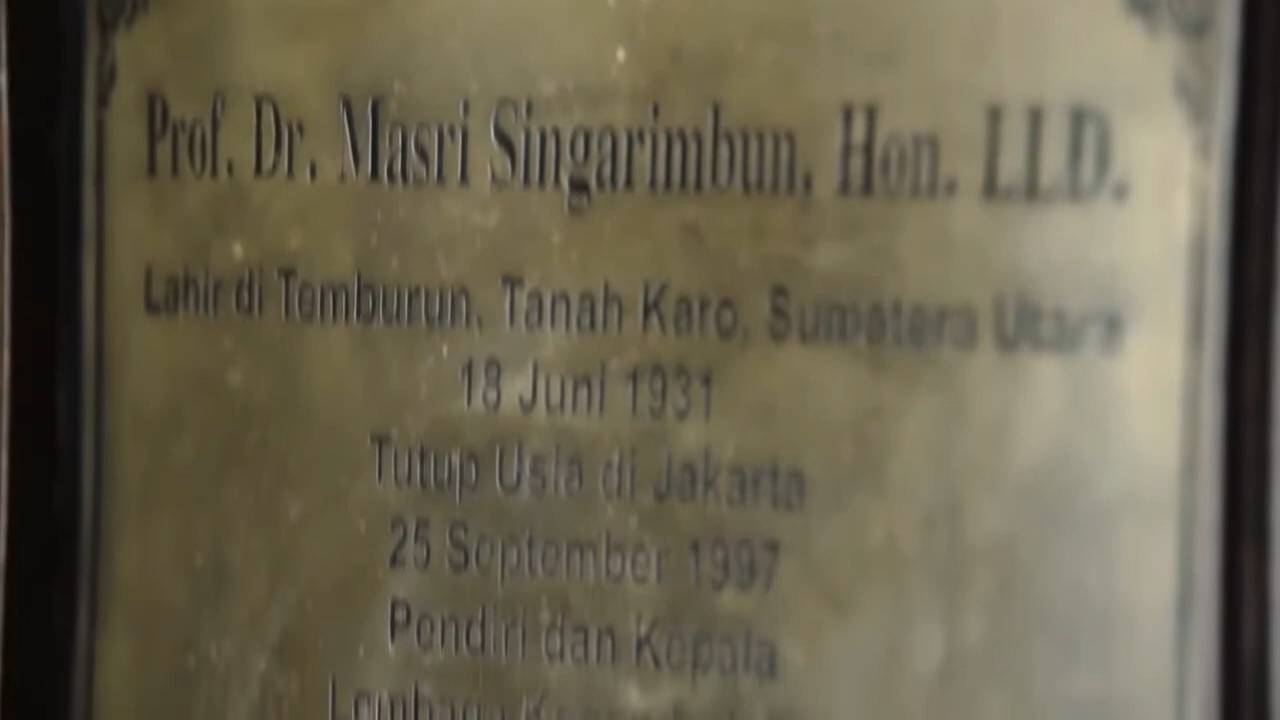 Prof. Dr. Masri Singarimbun, Hon. LLD.
Lahir di Temburun, Tanah Karo, Sumatera Utara
18 Juni 1931
Tutup Usia di Jakarta
25 September 1997
Pendiri dan Kepala
Lembaga